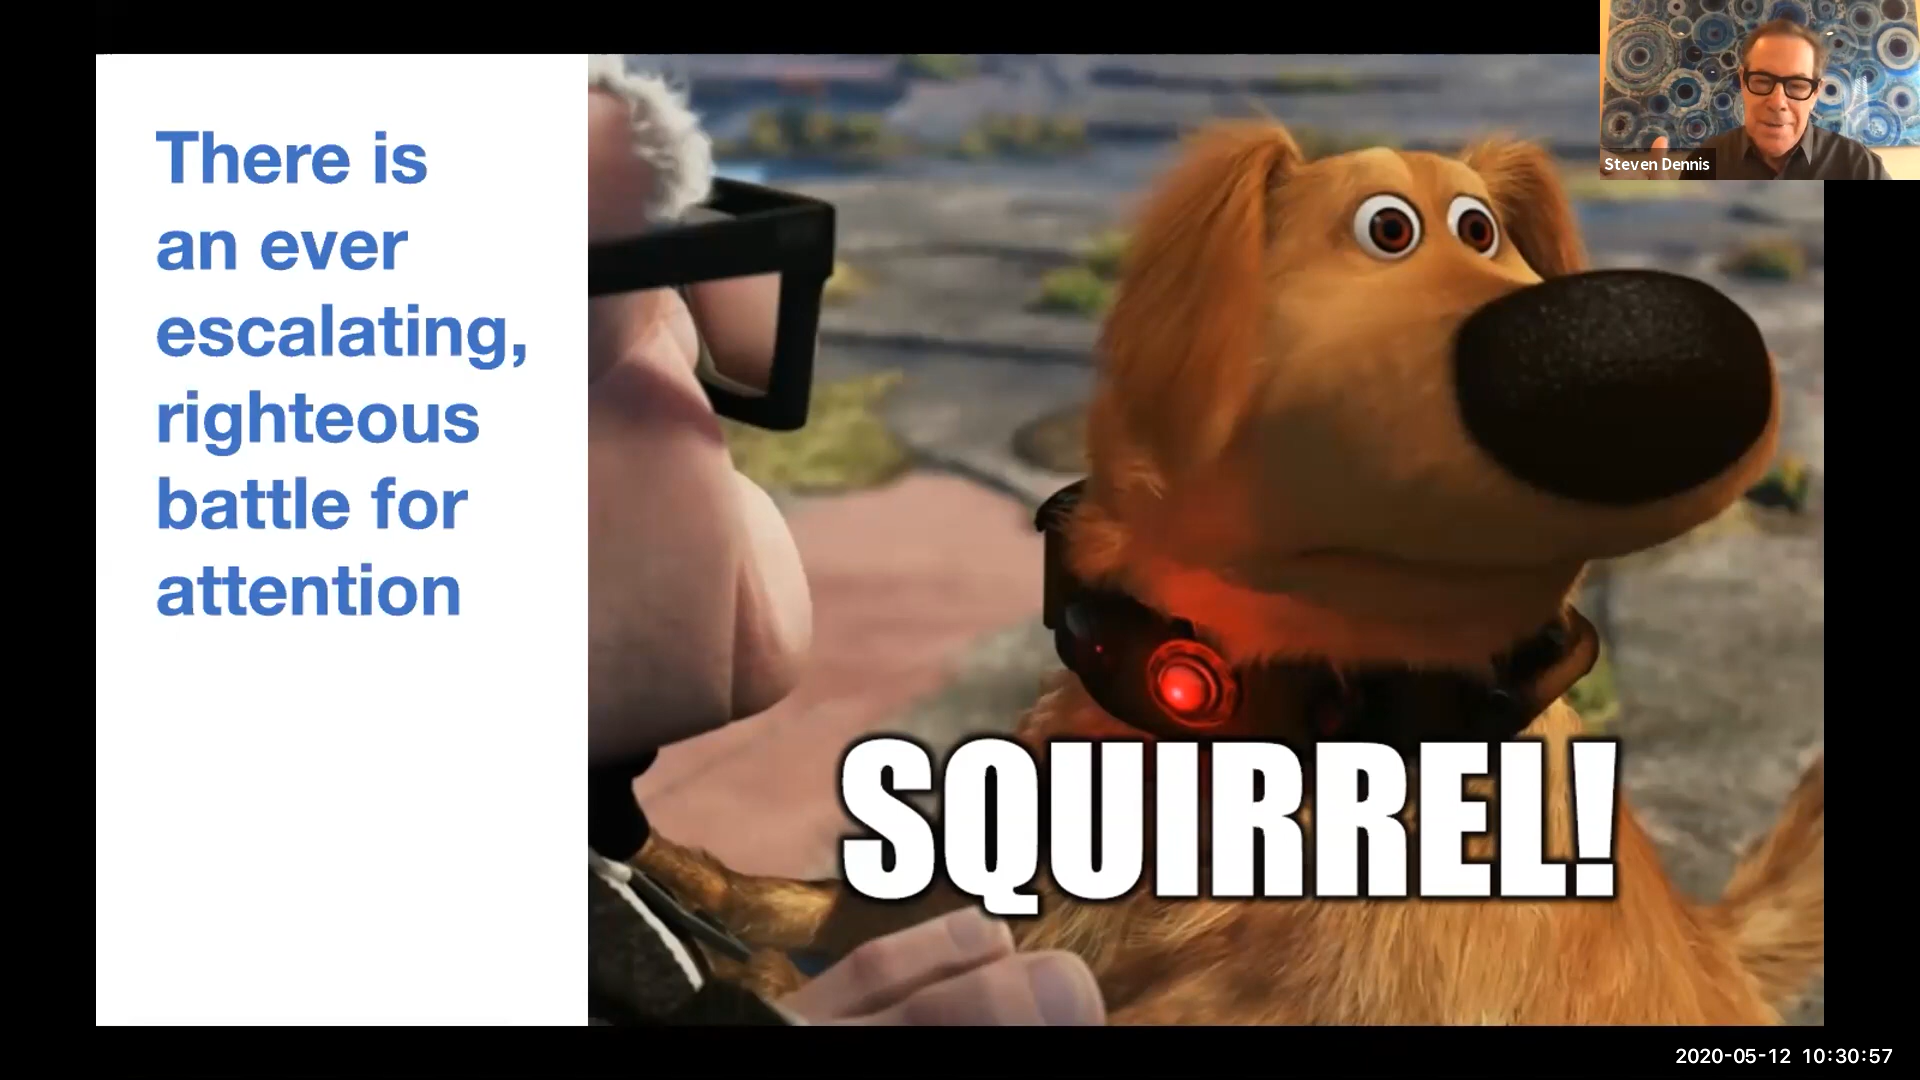 There is
an ever
escalating,
righteous
battle for
attention
SQUIRREL!
Steven Dennis
2020-05-12 10:30:57